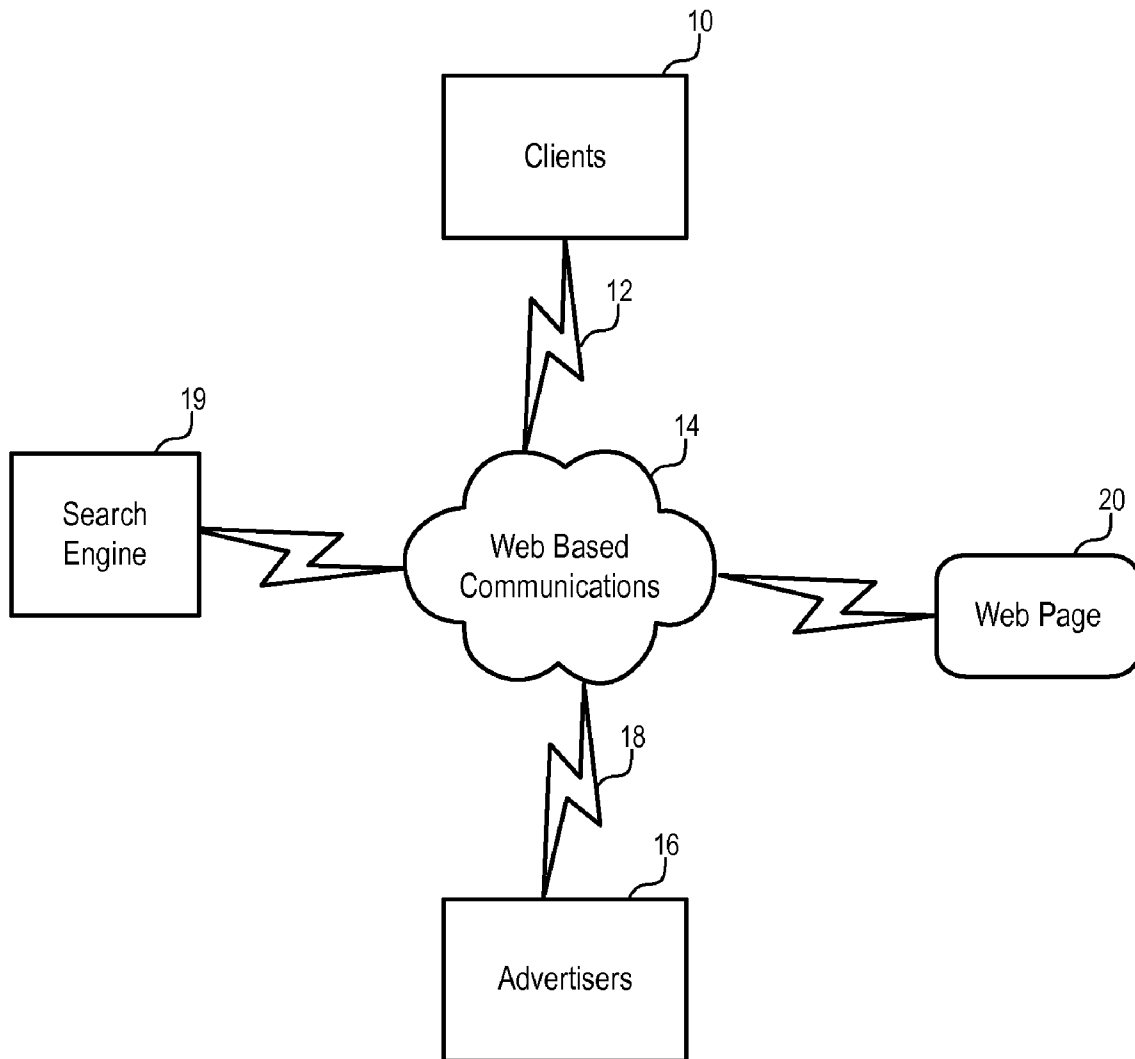 10
Clients
12
19
14
Search
Engine
Web Based
Communications
20
Web Page
18
16
Advertisers